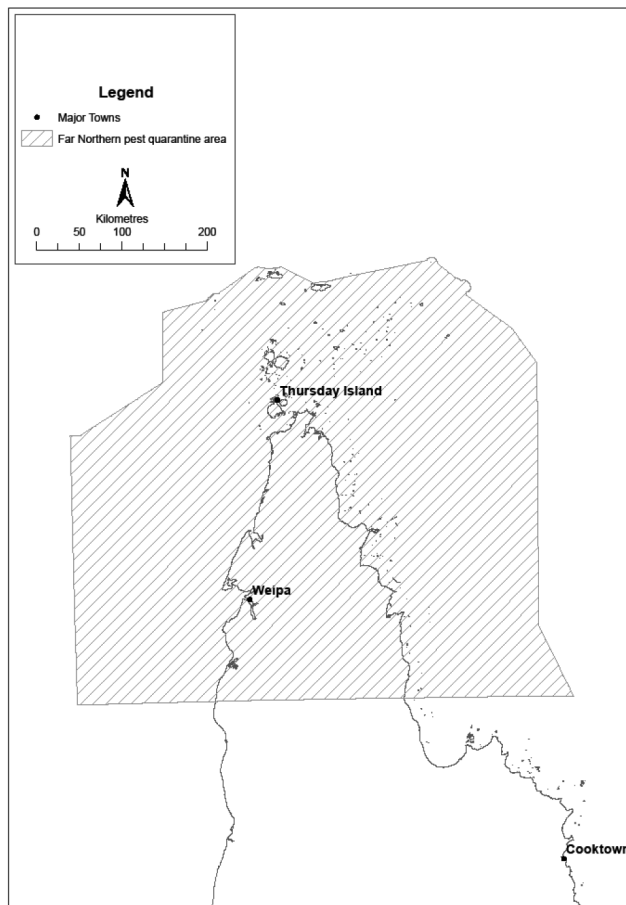 Legend
Major Towns
Far Northern pest quarantine area
N
Kilometres
0 50 100 200
Thursday Island
Weipa
Cooktown